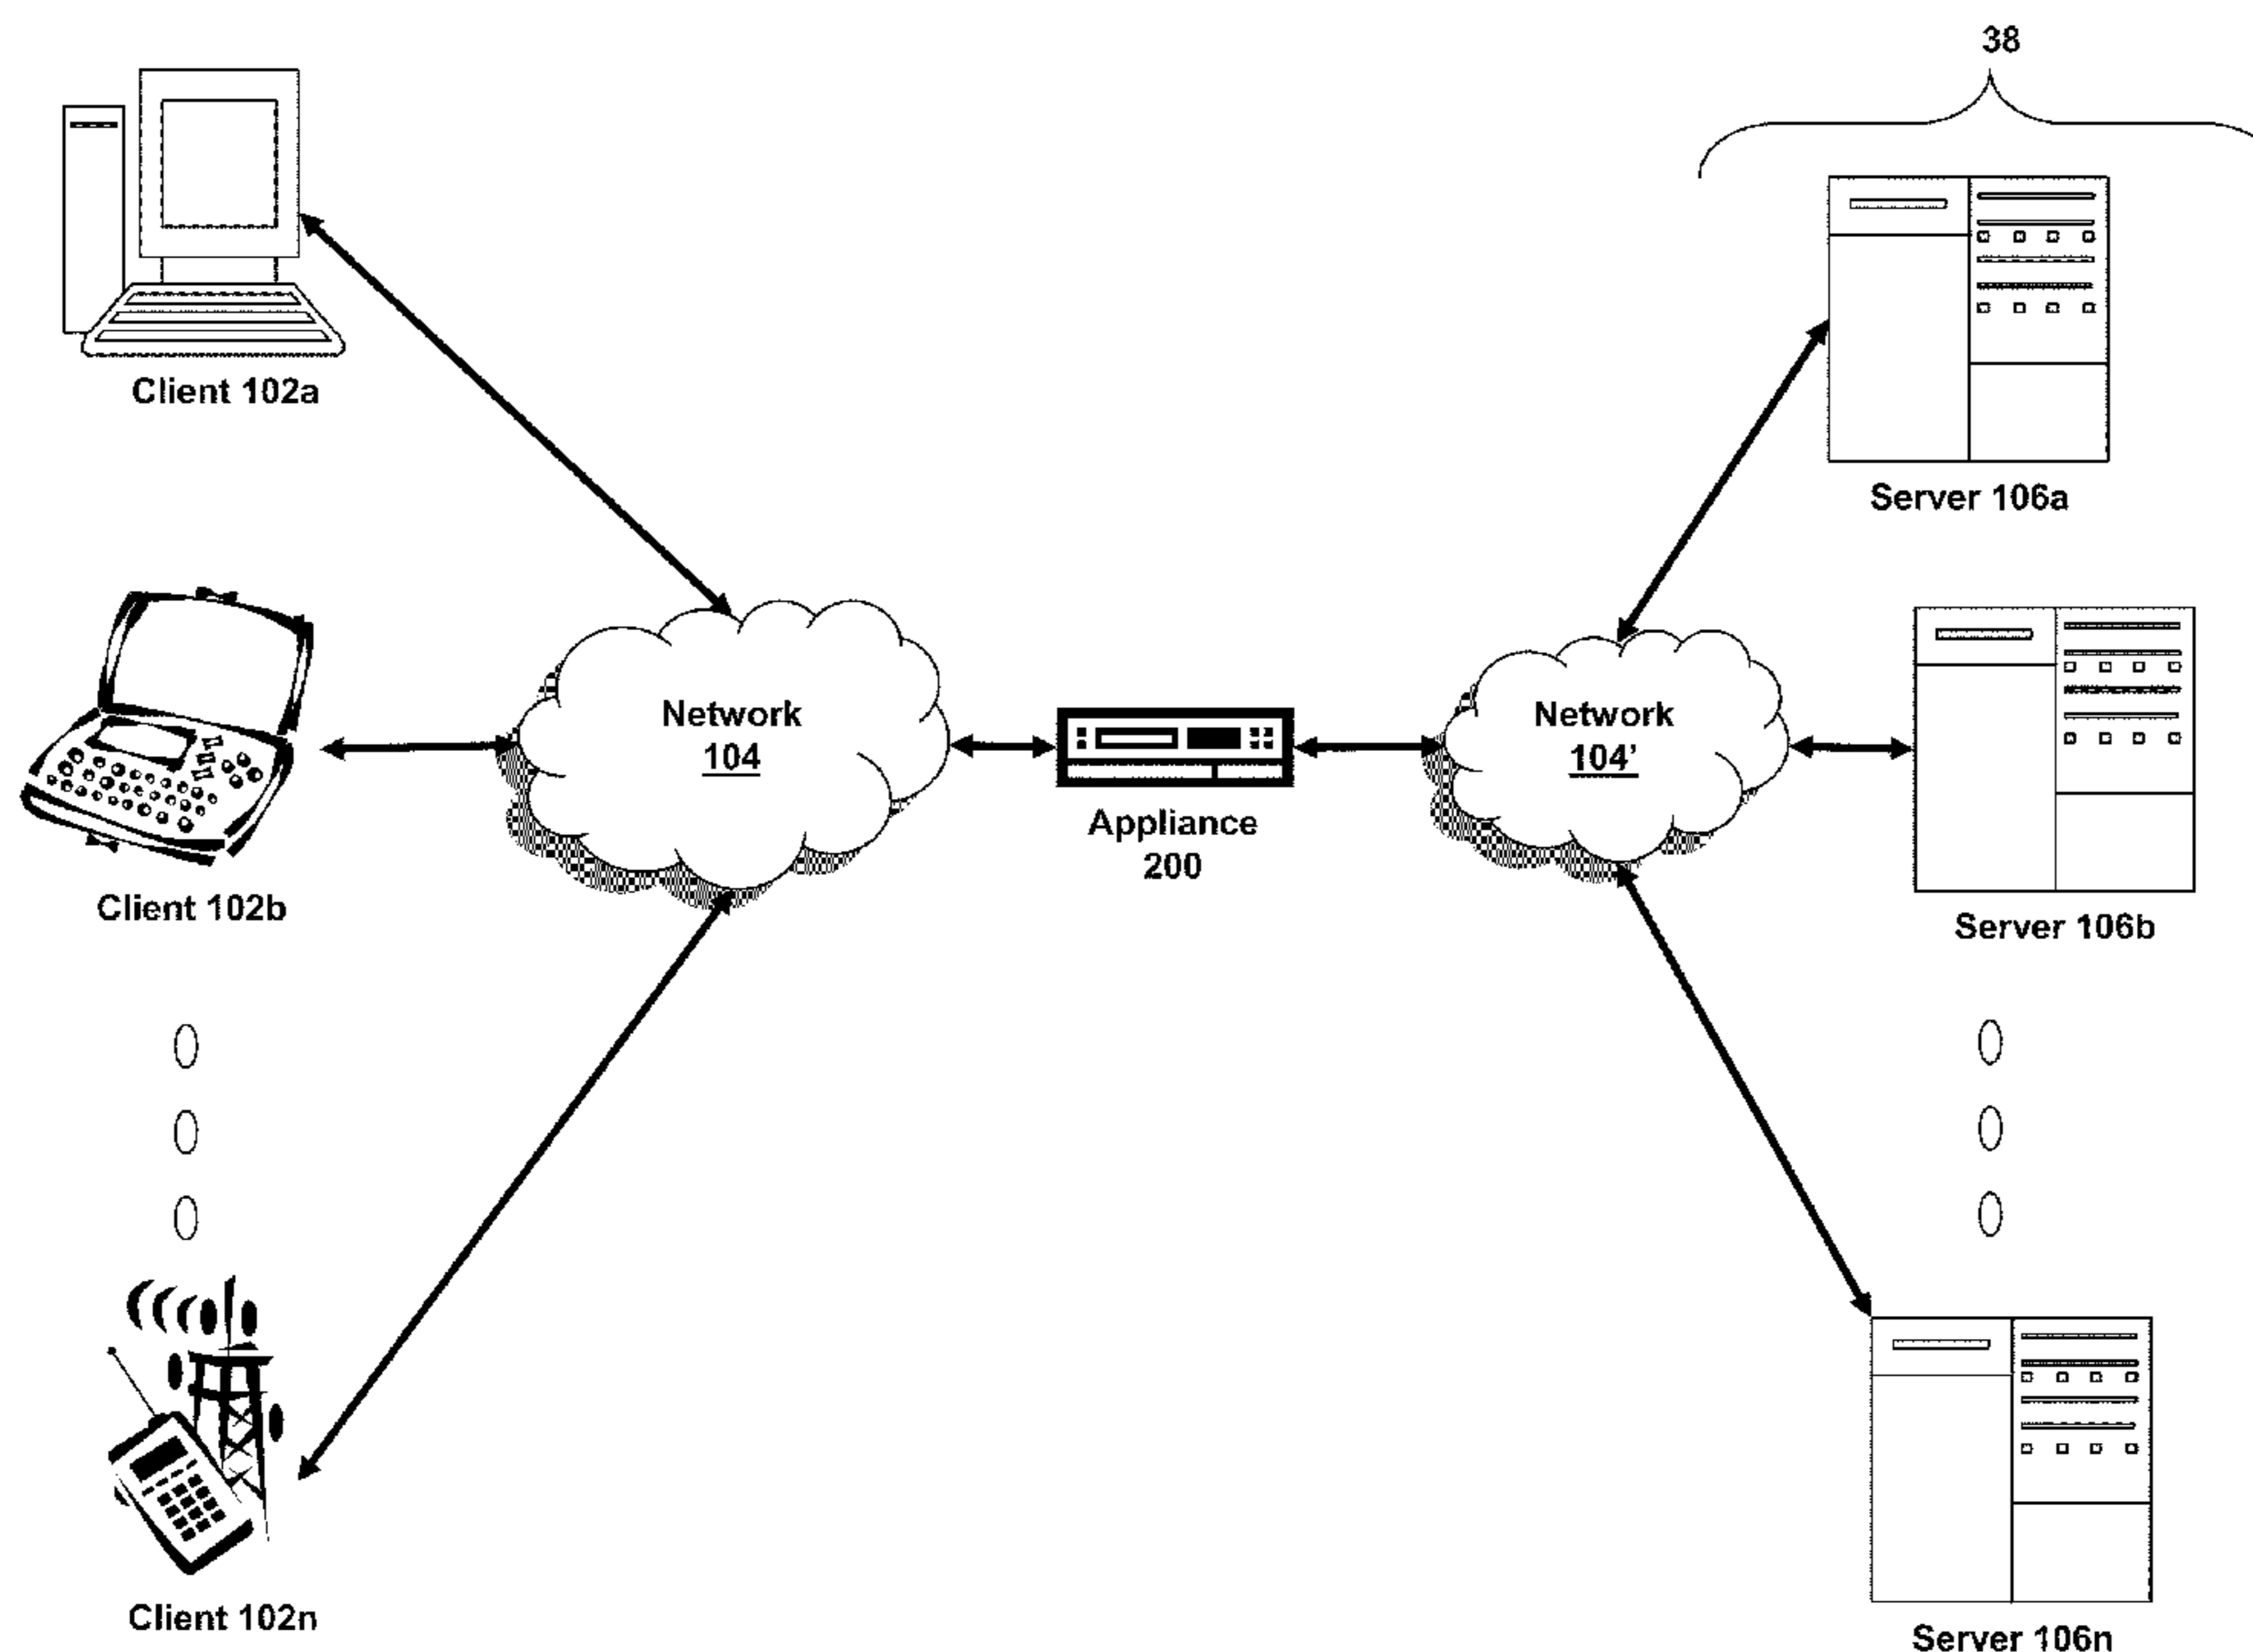 38
Client 102a
Server 106a
Network
104
Network
104’
Appliance
200
Client 102b
Server 106b
Client 102n
Server 106n